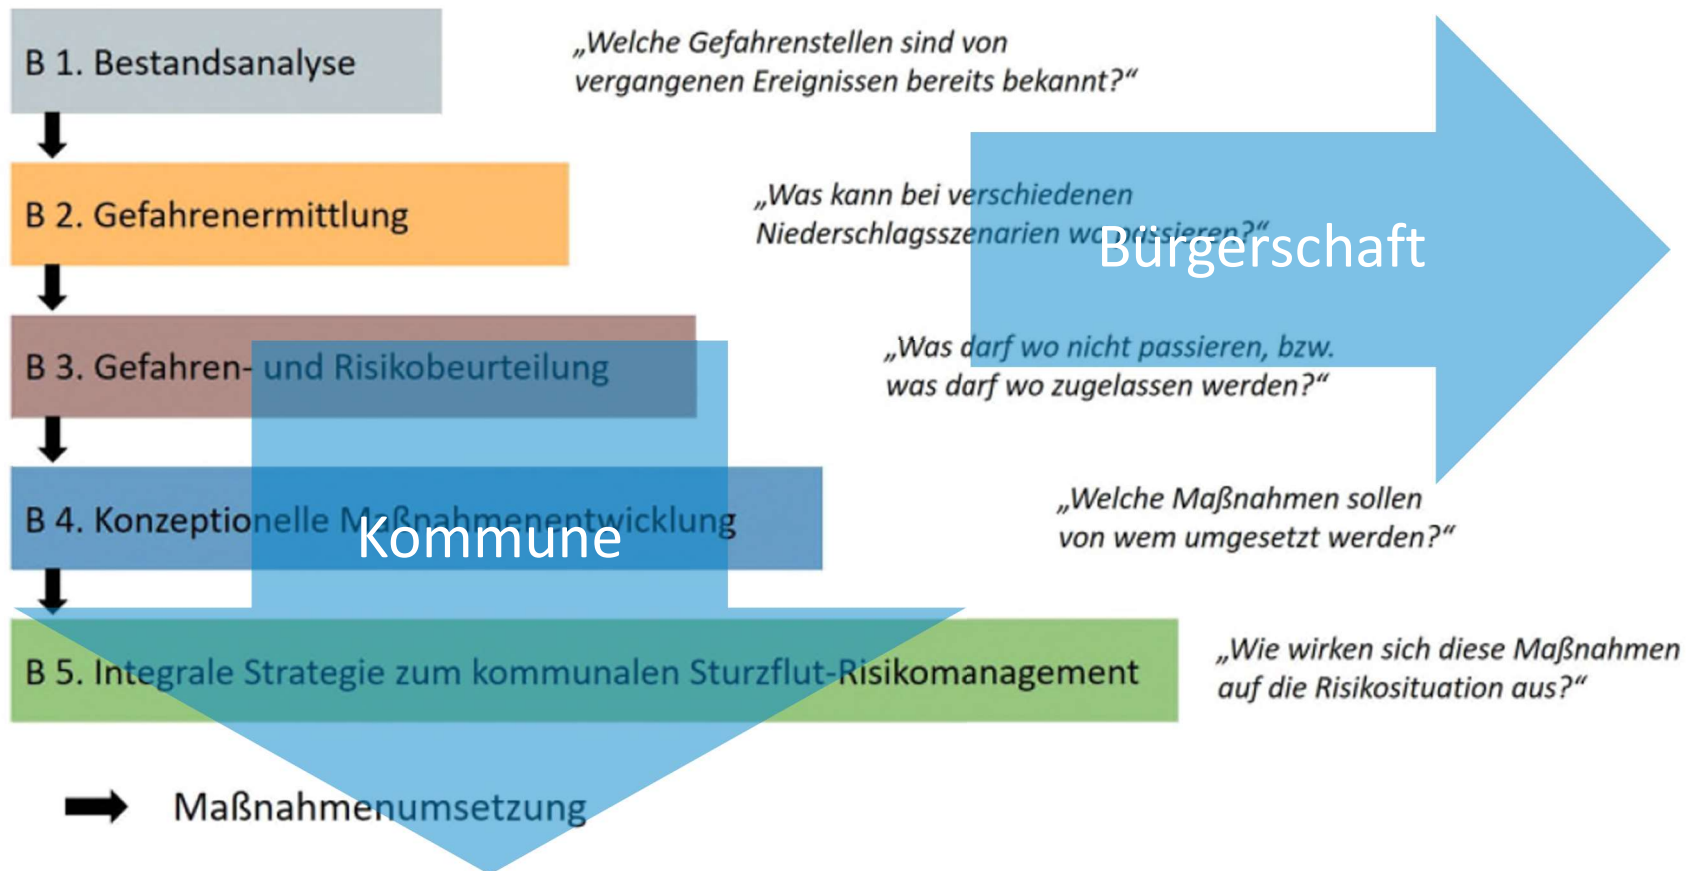 B 1. Bestandsanalyse
„Welche Gefahrenstellen sind von
vergangenen Ereignissen bereits bekannt?“
B 2. Gefahrenermittlung
„Was kann bei verschiedenen
Niederschlagsszenarien wo passieren?“
Bürgerschaft
B 3. Gefahren- und Risikobeurteilung
„Was darf wo nicht passieren, bzw.
was darf wo zugelassen werden?“
B 4. Konzeptionelle Maßnahmenentwicklung
Kommune
„Welche Maßnahmen sollen
von wem umgesetzt werden?“
B 5. Integrale Strategie zum kommunalen Sturzflut-Risikomanagement
„Wie wirken sich diese Maßnahmen
auf die Risikosituation aus?“
Maßnahmenumsetzung